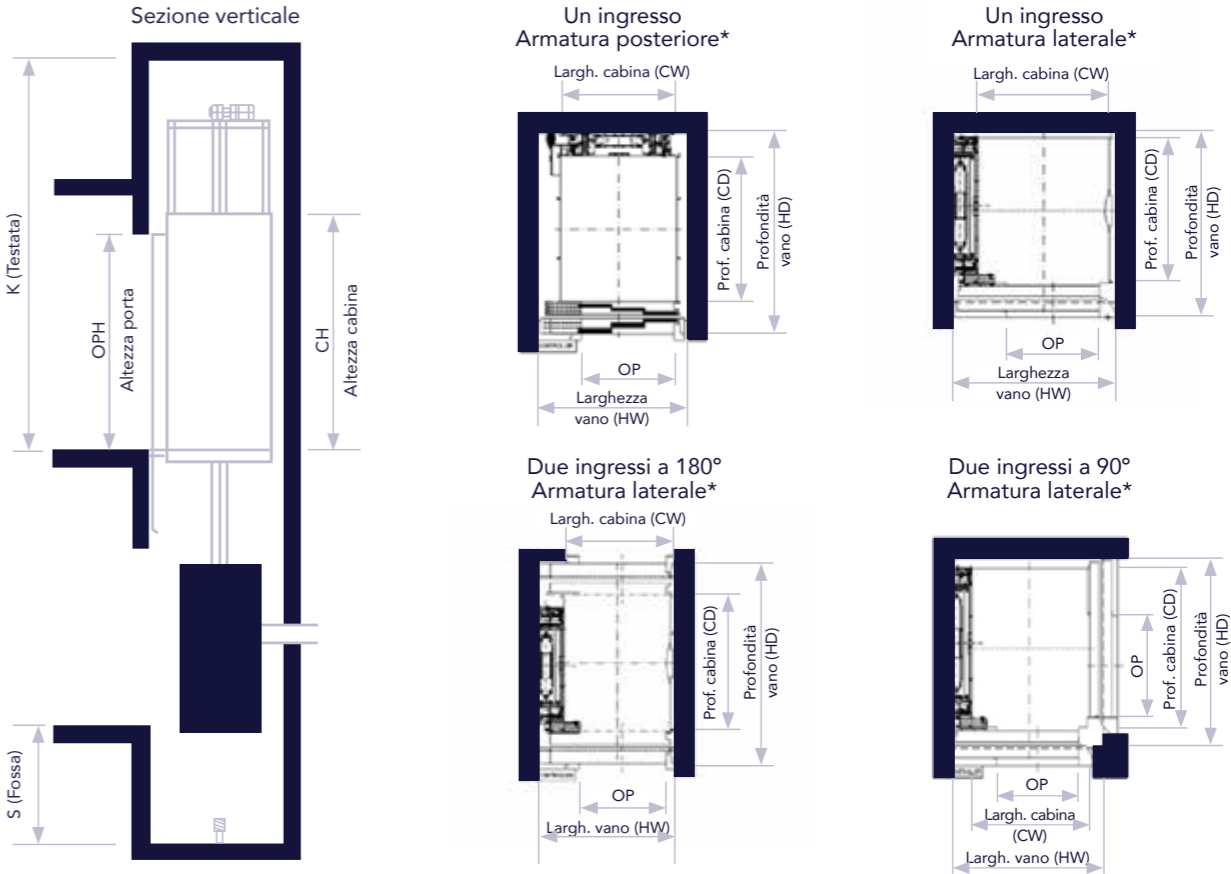 Sezione verticale
K (Testata)
OPH
Altezza porta
CH
Altezza cabina
S (Fossa)
Un ingresso
Armatura posteriore*
Largh. cabina (CW)
Prof. cabina (CD)
Profondità
vano (HD)
OP
Larghezza
vano (HW)
Un ingresso
Armatura laterale*
Largh. cabina (CW)
Prof. cabina (CD)
Profondità
vano (HD)
OP
Larghezza
vano (HW)
Due ingressi a 180°
Armatura laterale*
Largh. cabina (CW)
Prof. cabina (CD)
Profondità
vano (HD)
OP
Largh. vano (HW)
Due ingressi a 90°
Armatura laterale*
OP
Prof. cabina (CD)
Profondità
vano (HD)
OP
Largh. cabina
(CW)
Largh. vano (HW)